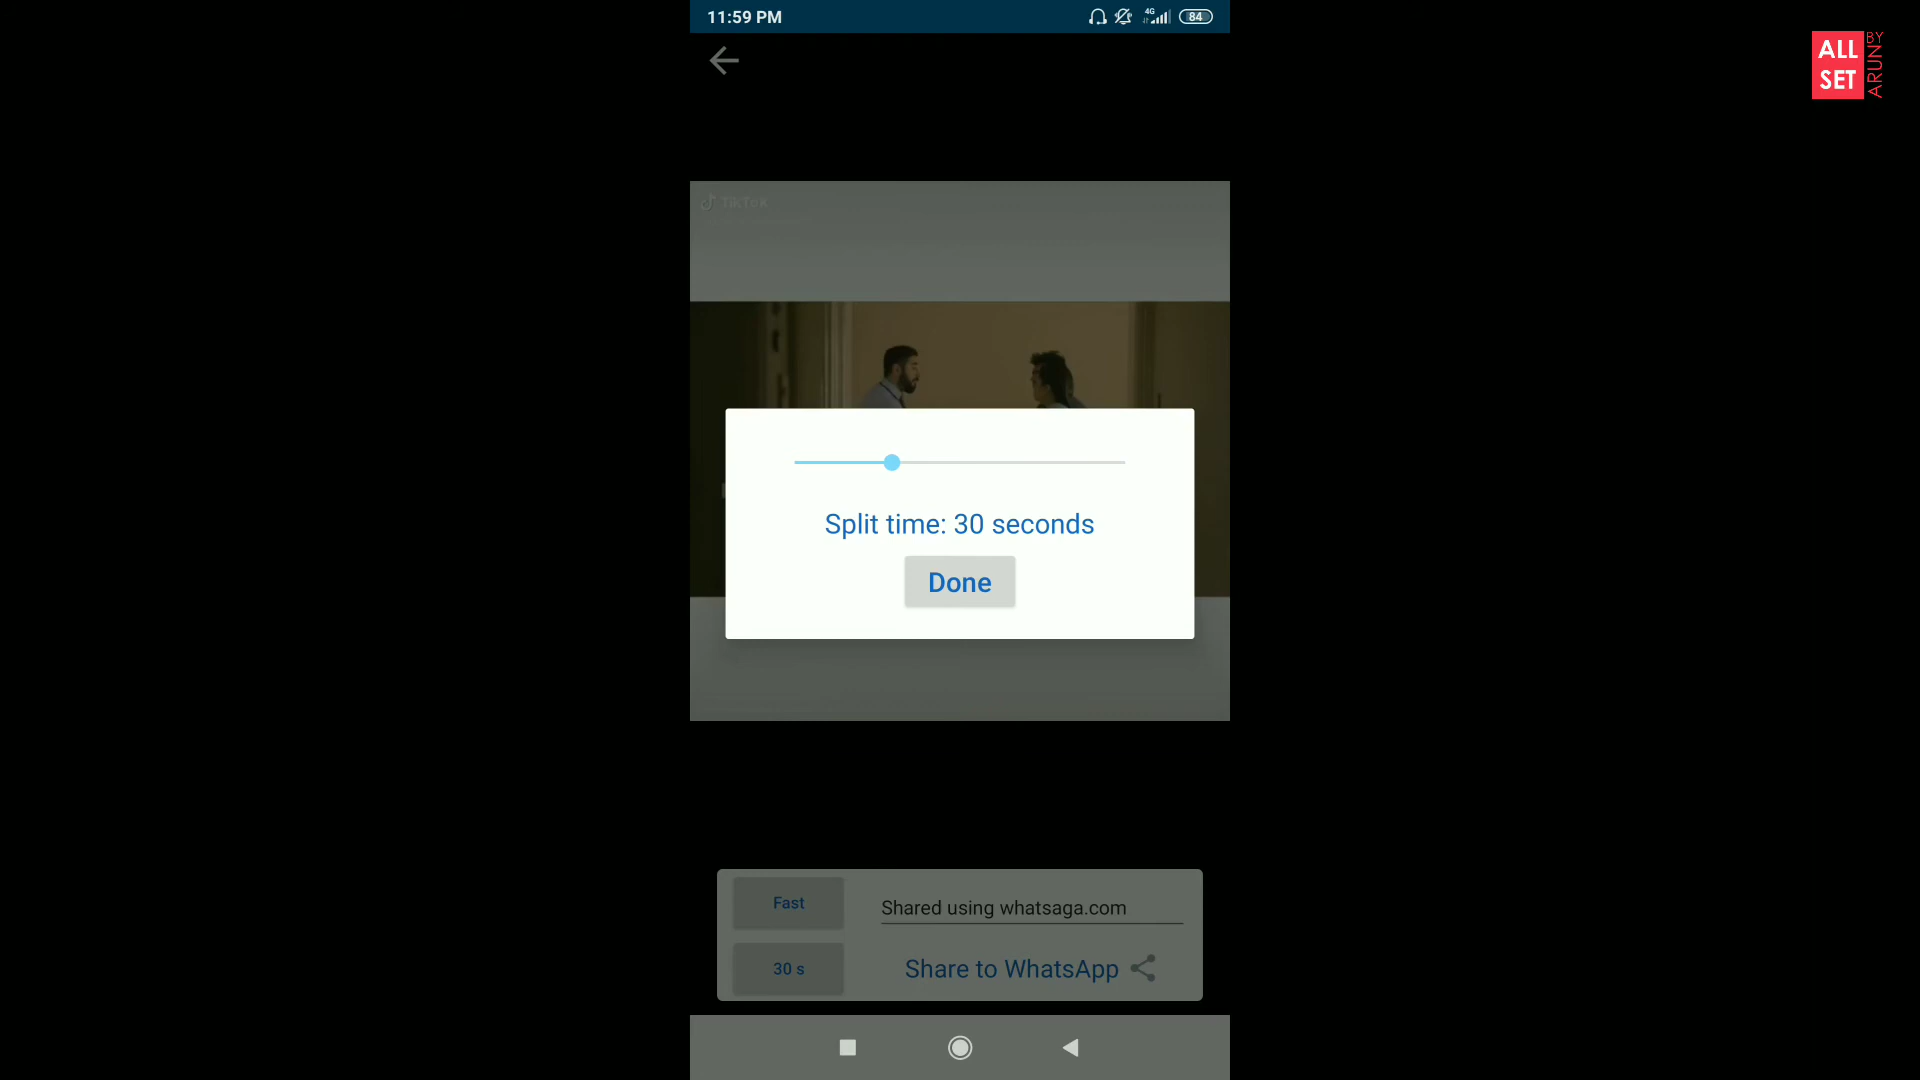 11:59 PM
4G
84
ALL
SET
BY
ARUN
TikTok
Split time: 30 seconds
Done
Fast
Shared using whatsaga.com
30 s
Share to WhatsApp